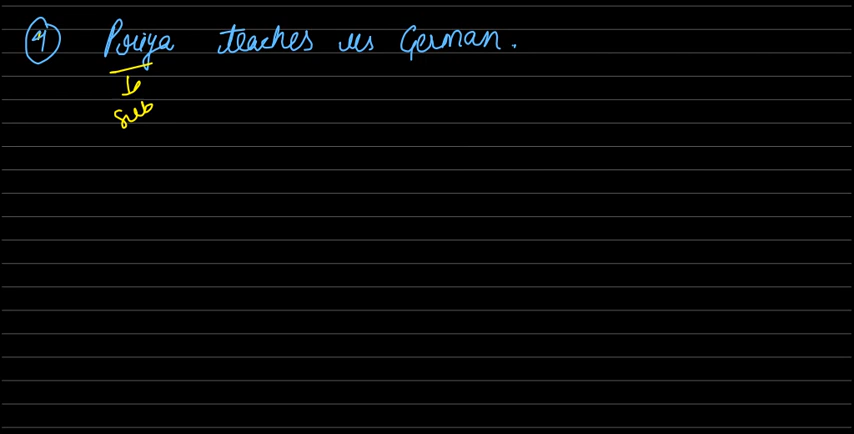 ④ Priya teaches us German.
↓
sub